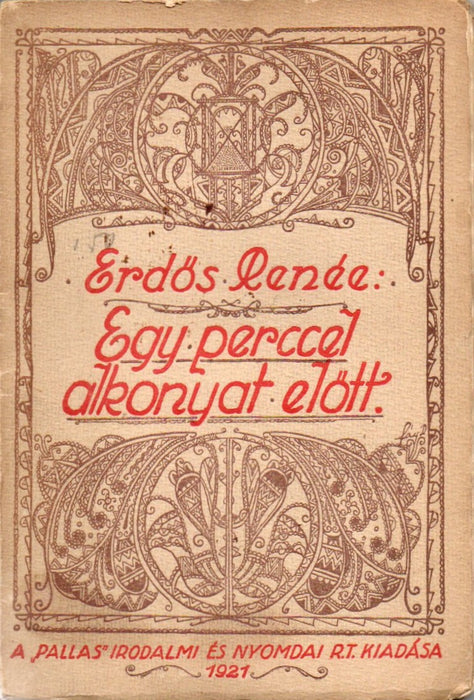 Erdős Renée:
Egy perccel
alkonyat előtt.
A „PALLAS" IRODALMI ÉS NYOMDAI R.T. KIADÁSA
1921